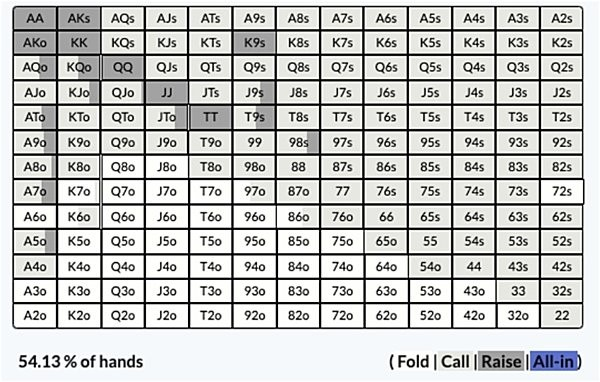 AA AKs AQs AJs ATs A9s A8s A7s A6s A5s A4s A3s A2s
AKo KK KQs KJs KTs K9s K8s K7s K6s K5s K4s K3s K2s
AQo KQo QQ QJs QTs Q9s Q8s Q7s Q6s Q5s Q4s Q3s Q2s
AJo KJo QJo JJ JTs J9s J8s J7s J6s J5s J4s J3s J2s
ATo KTo QTo JTo TT T9s T8s T7s T6s T5s T4s T3s T2s
A9o K9o Q9o J9o T9o 99 98s 97s 96s 95s 94s 93s 92s
A8o K8o Q8o J8o T8o 98o 88 87s 86s 85s 84s 83s 82s
A7o K7o Q7o J7o T7o 97o 87o 77 76s 75s 74s 73s 72s
A6o K6o Q6o J6o T6o 96o 86o 76o 66 65s 64s 63s 62s
A5o K5o Q5o J5o T5o 95o 85o 75o 65o 55 54s 53s 52s
A4o K4o Q4o J4o T4o 94o 84o 74o 64o 54o 44 43s 42s
A3o K3o Q3o J3o T3o 93o 83o 73o 63o 53o 43o 33 32s
A2o K2o Q2o J2o T2o 92o 82o 72o 62o 52o 42o 32o 22
54.13 % of hands ( Fold | Call | Raise | All-in )